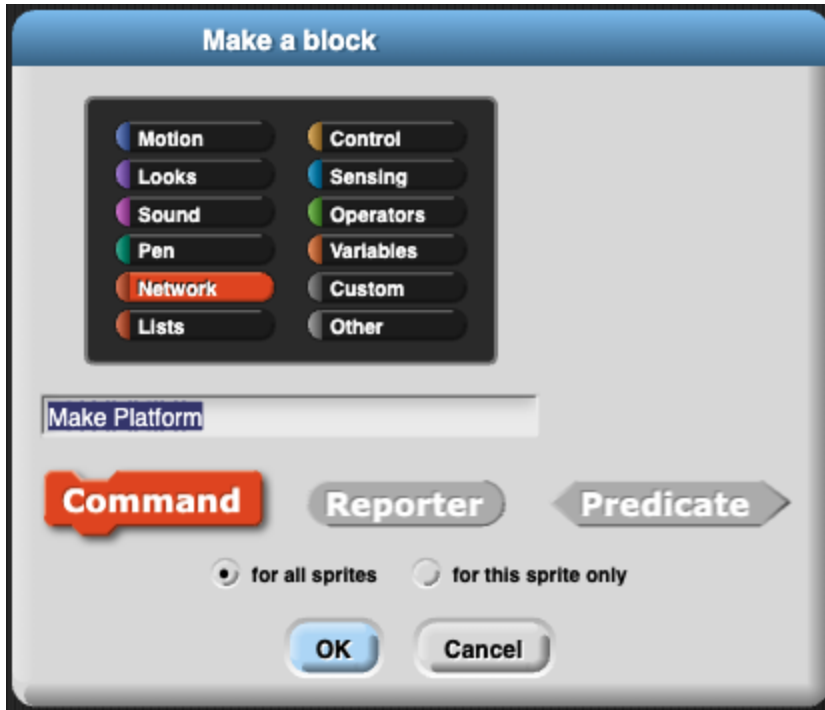 Make a block
Motion Control
Looks Sensing
Sound Operators
Pen Variables
Network Custom
Lists Other
Make Platform
Command Reporter Predicate
for all sprites for this sprite only
OK Cancel